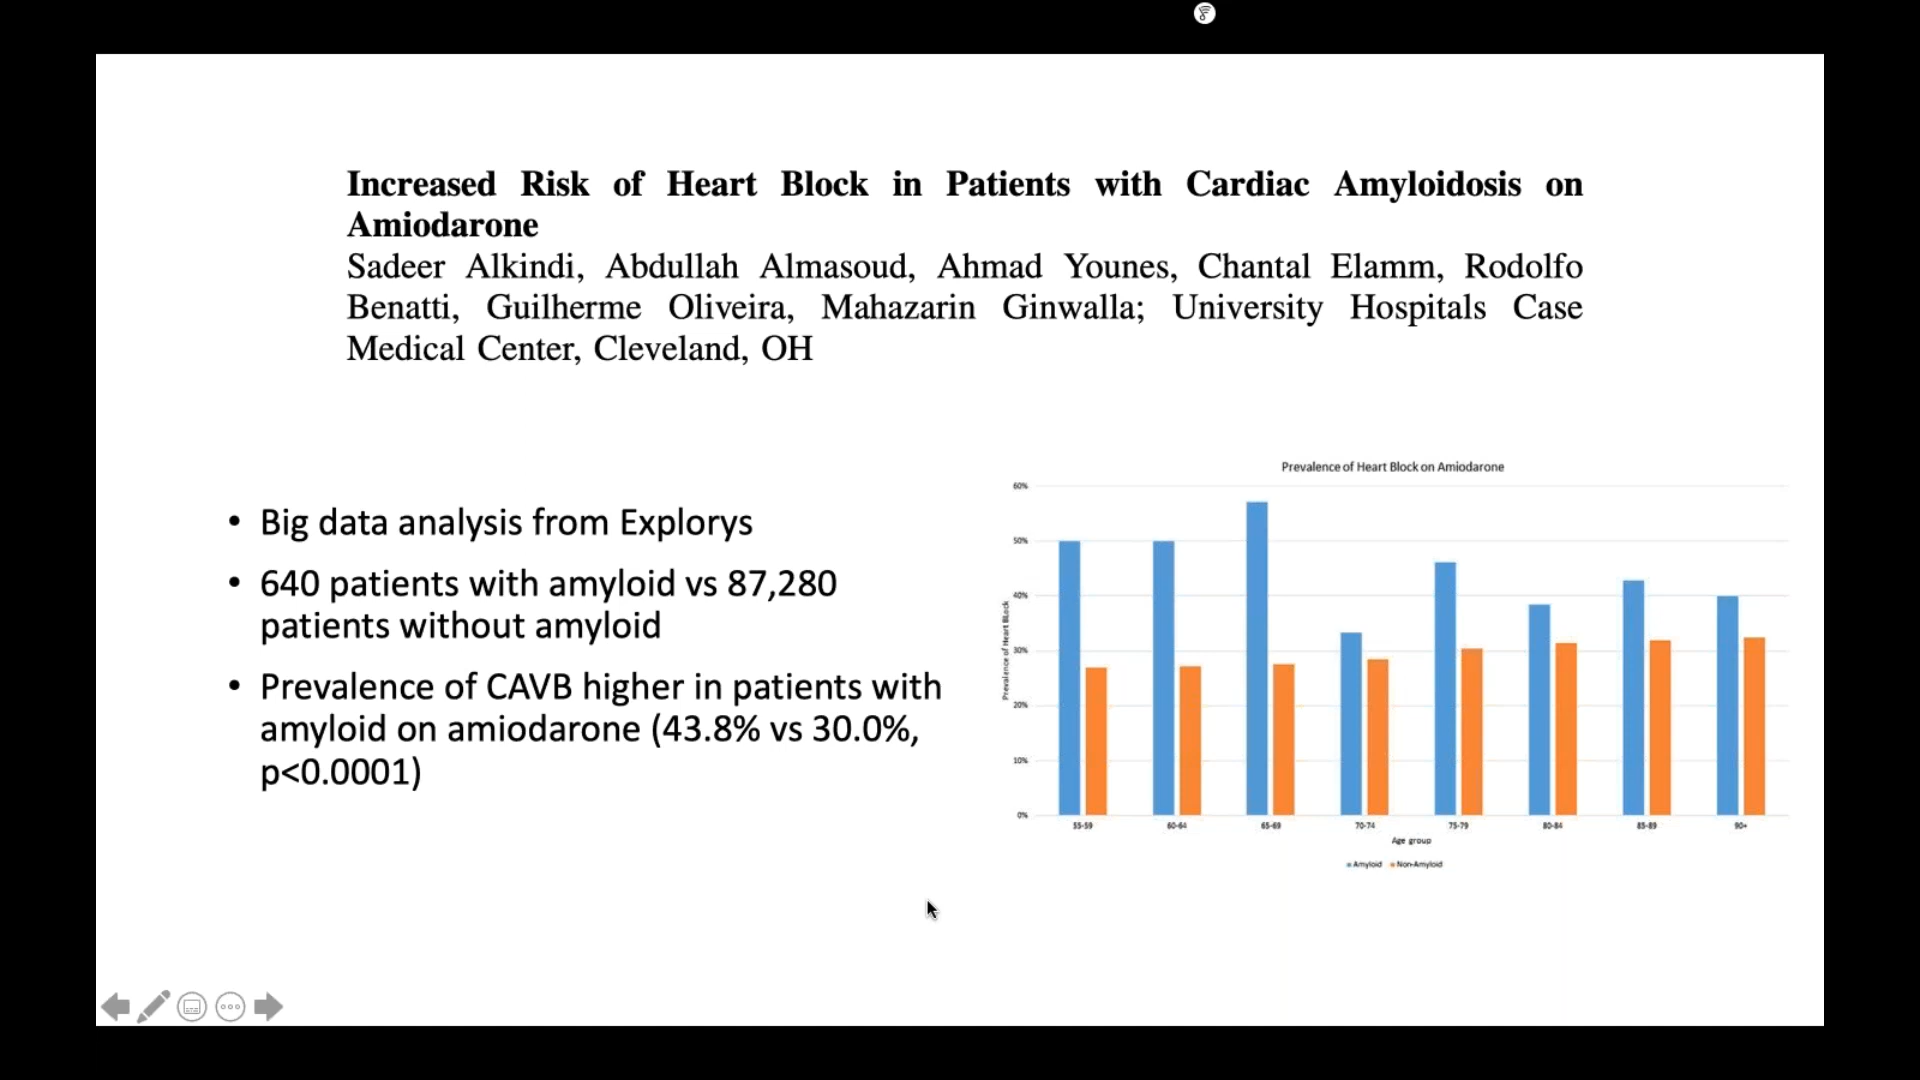 Increased Risk of Heart Block in Patients with Cardiac Amyloidosis on
Amiodarone
Sadeer Alkindi, Abdullah Almasoud, Ahmad Younes, Chantal Elamm, Rodolfo
Benatti, Guilherme Oliveira, Mahazarin Ginwalla; University Hospitals Case
Medical Center, Cleveland, OH
• Big data analysis from Explorys
• 640 patients with amyloid vs 87,280
patients without amyloid
• Prevalence of CAVB higher in patients with
amyloid on amiodarone (43.8% vs 30.0%,
p<0.0001)
Prevalence of Heart Block on Amiodarone
60%
50%
40%
30%
20%
10%
0%
Prevalence of Heart BLock
55-59 60-64 65-69 70-74 75-79 80-84 85-89 90+
Age group
Amyloid Non-Amyloid